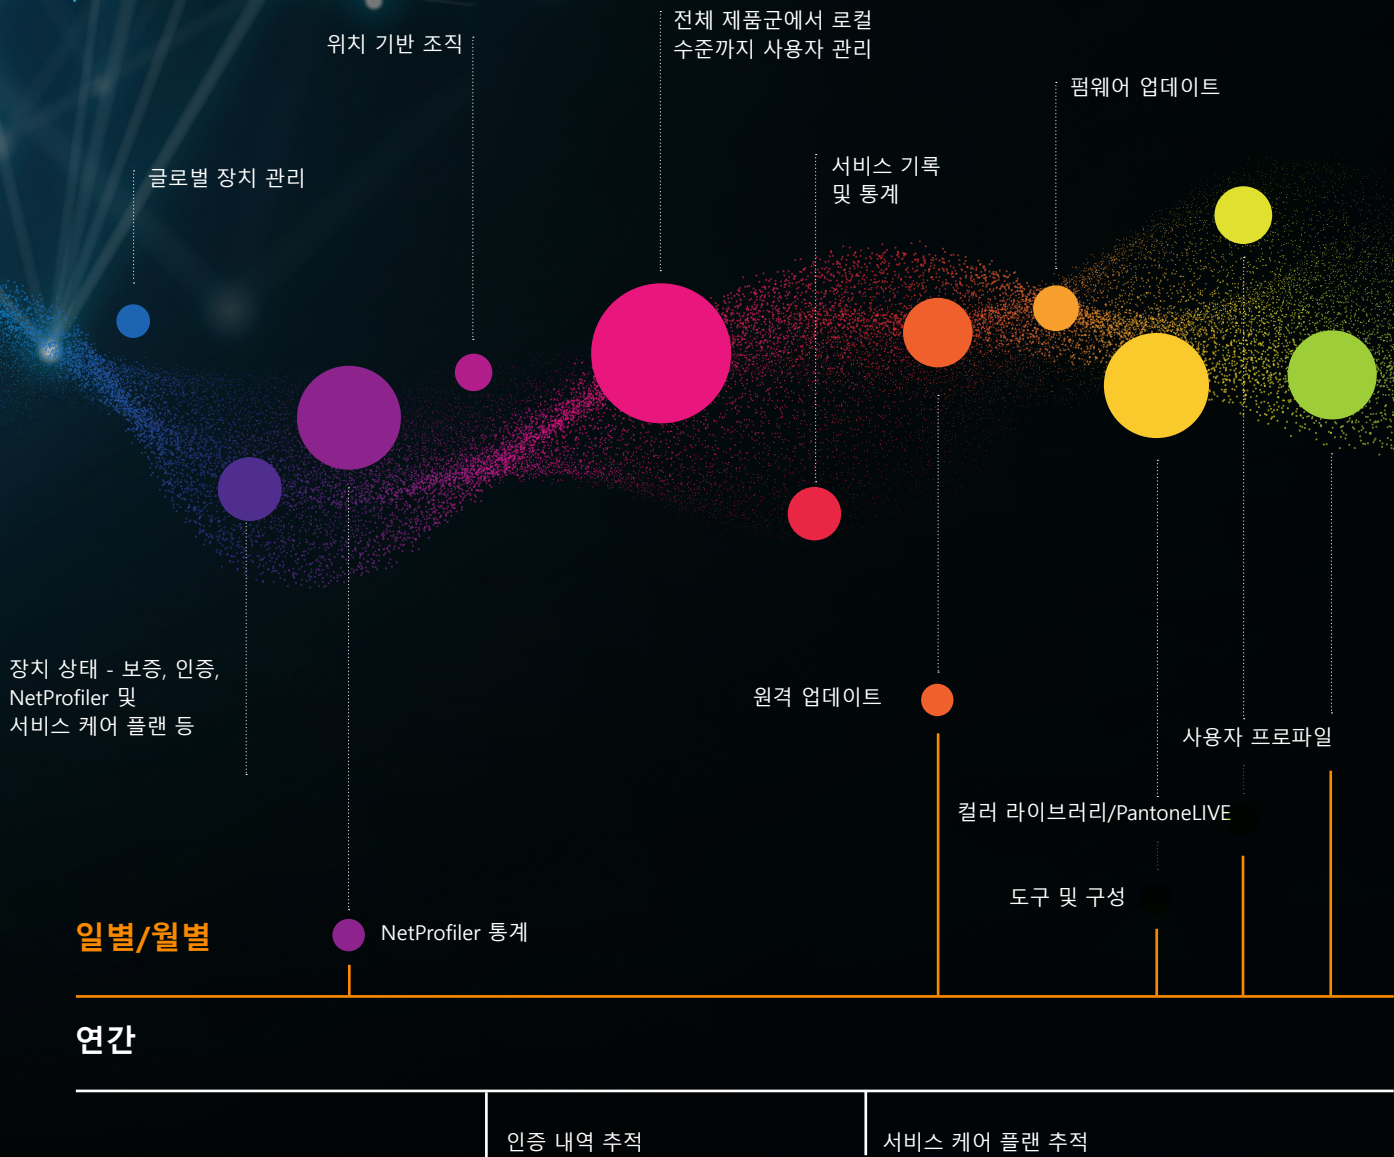 전체 제품군에서 로컬
수준까지 사용자 관리
위치 기반 조직
펌웨어 업데이트
서비스 기록
및 통계
글로벌 장치 관리
장치 상태 - 보증, 인증,
NetProfiler 및
서비스 케어 플랜 등
원격 업데이트
사용자 프로파일
컬러 라이브러리/PantoneLIVE
도구 및 구성
일별/월별
NetProfiler 통계
연간
인증 내역 추적
서비스 케어 플랜 추적